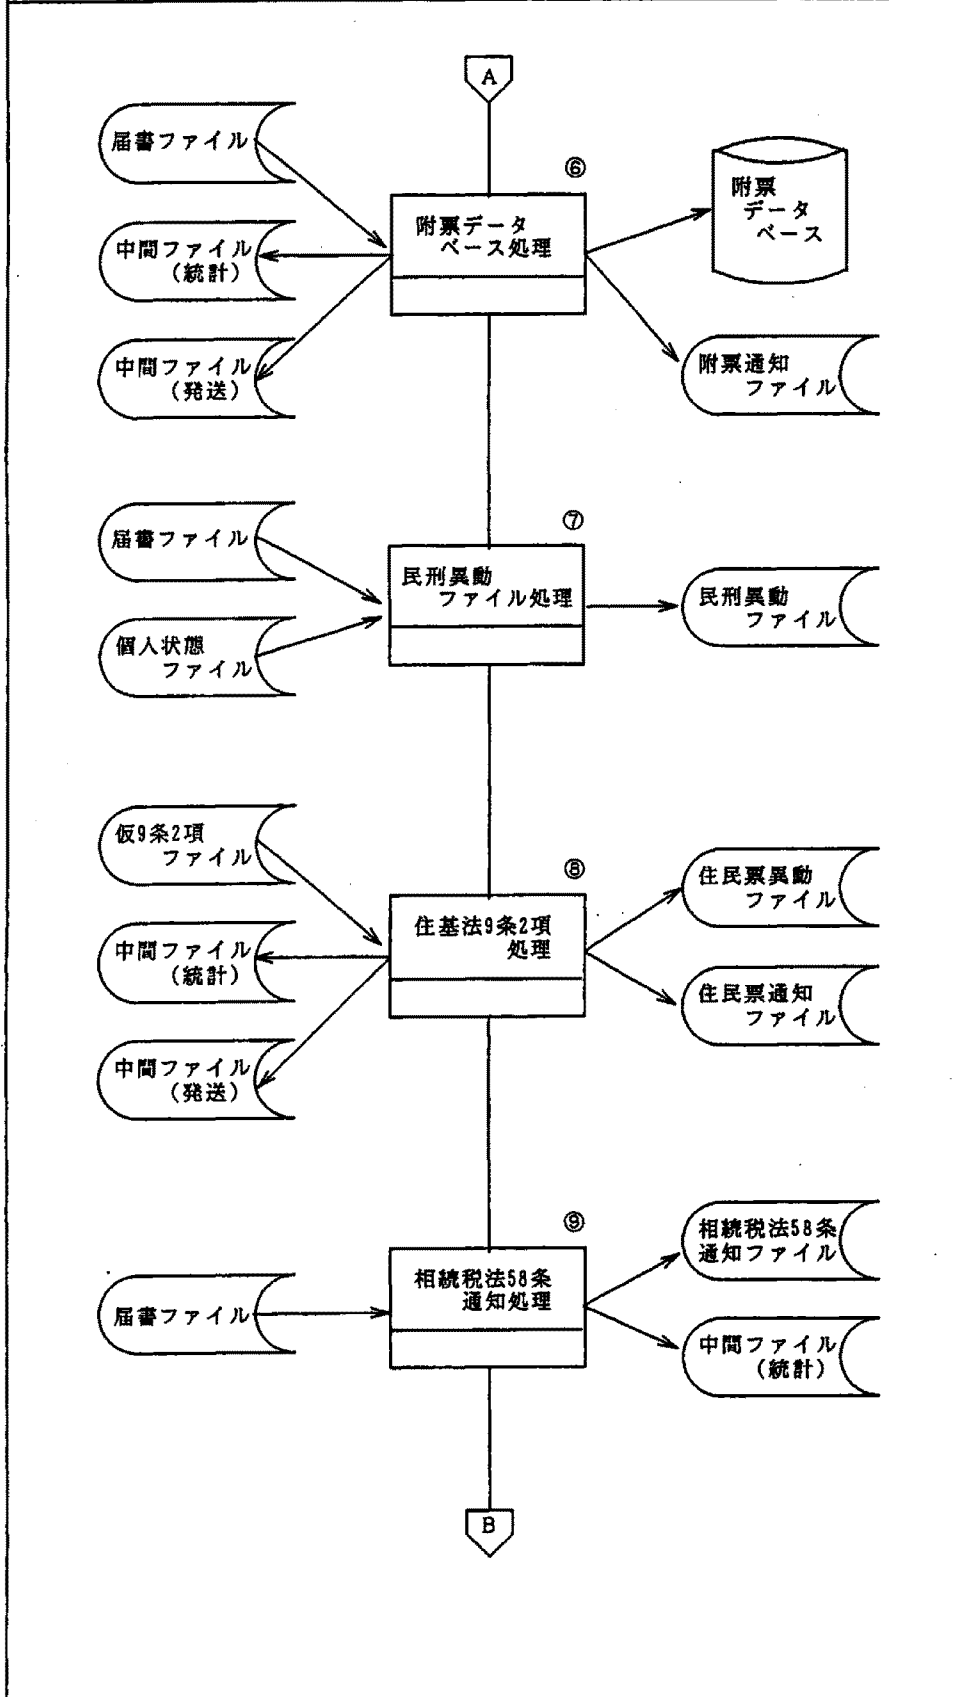 A
届書ファイル
中間ファイル
(統計)
中間ファイル
(発送)
⑥
附票データ
ベース処理
附票
データ
ベース
附票通知
ファイル
届書ファイル
個人状態
ファイル
⑦
民刑異動
ファイル処理
民刑異動
ファイル
仮9条2項
ファイル
中間ファイル
(統計)
中間ファイル
(発送)
⑧
住基法9条2項
処理
住民票異動
ファイル
住民票通知
ファイル
届書ファイル
⑨
相続税法58条
通知処理
相続税法58条
通知ファイル
中間ファイル
(統計)
B